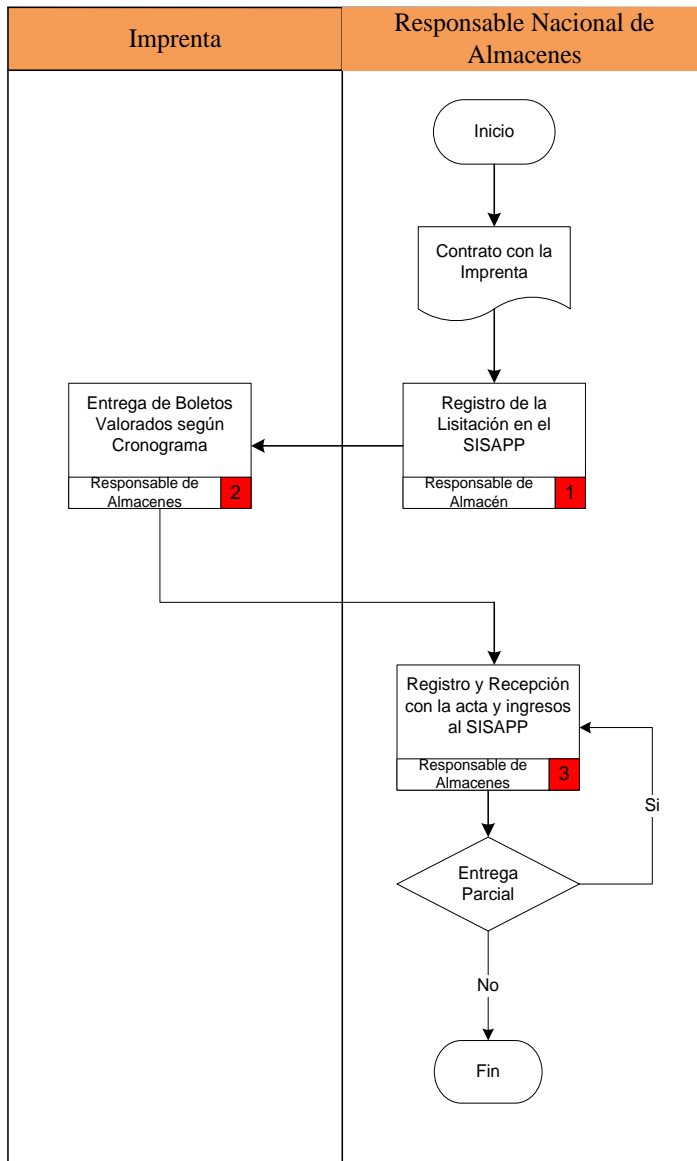 Imprenta
Responsable Nacional de
Almacenes
Inicio
Contrato con la
Imprenta
Entrega de Boletos
Valorados según
Cronograma
Responsable de
Almacenes
2
Registro de la
Lisitación en el
SISAPP
Responsable de
Almacén
1
Registro y Recepción
con la acta y ingresos
al SISAPP
Responsable de
Almacenes
3
Si
Entrega
Parcial
No
Fin